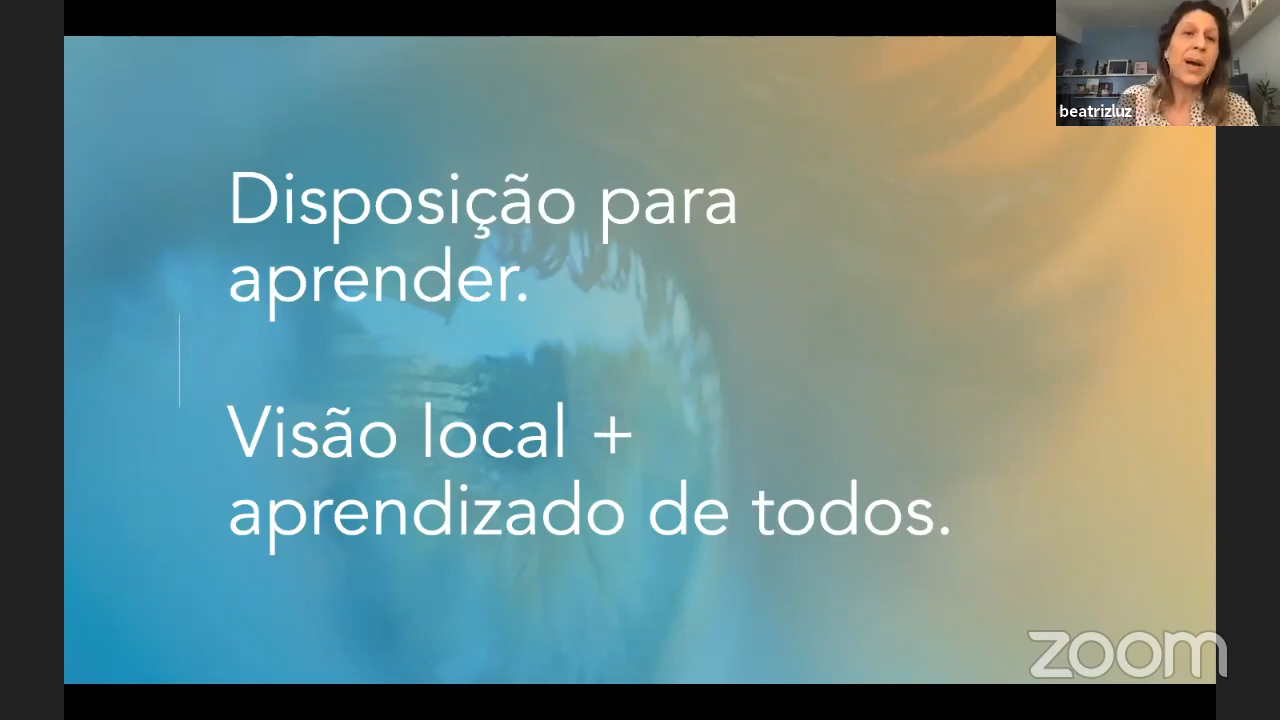 beatrizluz
Disposição para
aprender.
Visão local +
aprendizado de todos.
zoom